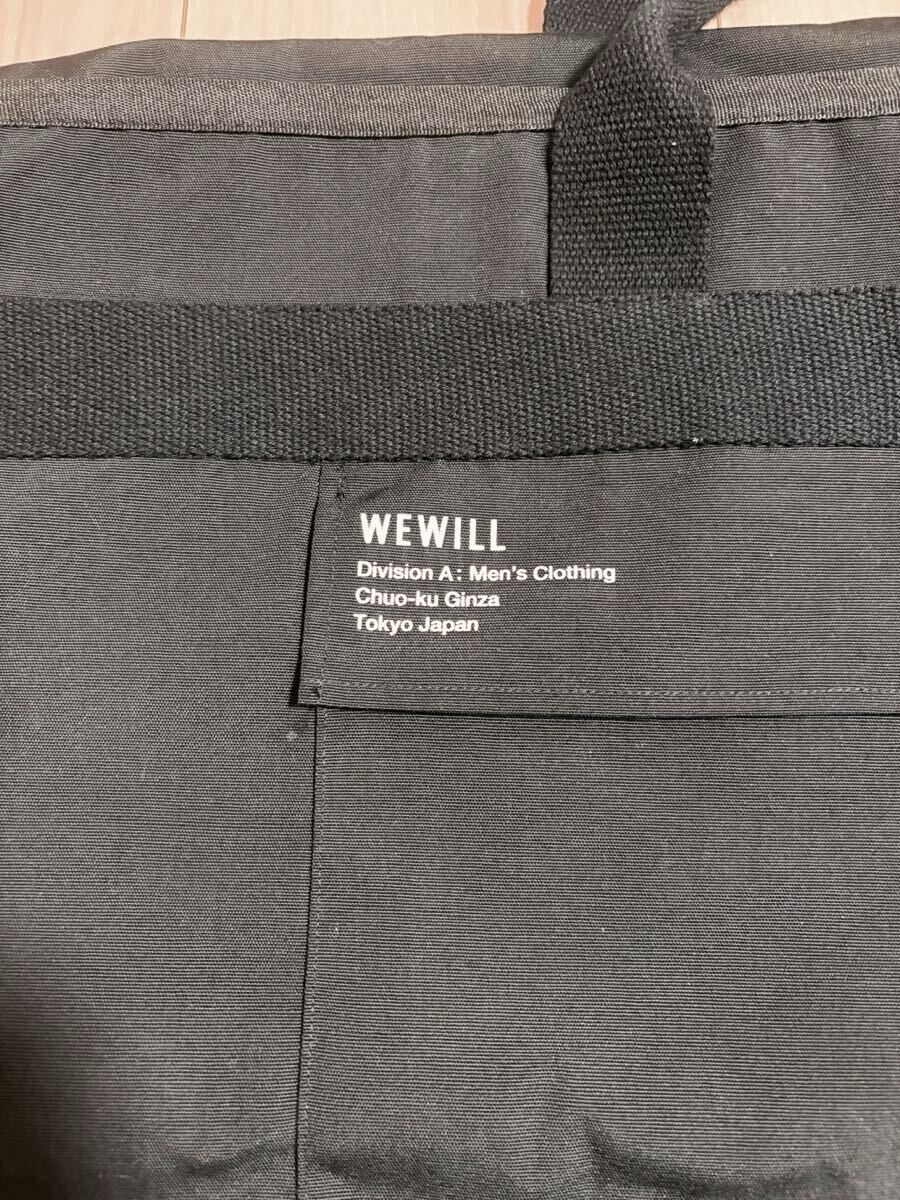 WEWILL
Division A: Men's Clothing
Chuo-ku Ginza
Tokyo Japan